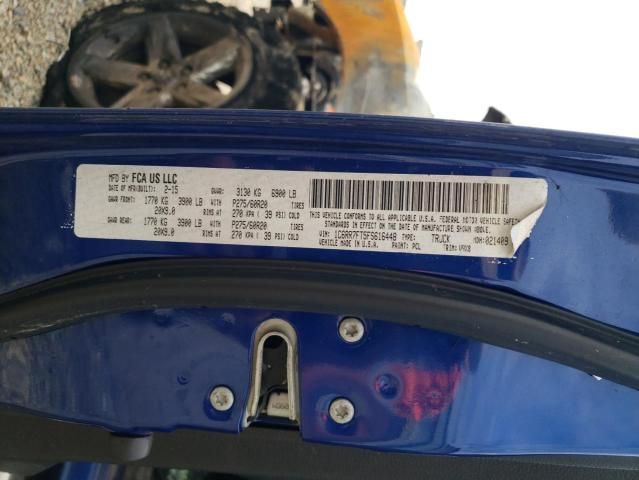 MFD BY FCA US LLC
DATE OF MFR(BUILT): 2-15 GVWR: 3130 KG 6900 LB
GAWR FRONT: 1770 KG 3900 LB WITH P275/60R20 TIRES
20X9.0 RIMS AT 270 KPA ( 39 PSI) COLD
GAWR REAR: 1770 KG 3900 LB WITH P275/60R20 TIRES
20X9.0 RIMS AT 270 KPA ( 39 PSI) COLD
THIS VEHICLE CONFORMS TO ALL APPLICABLE U.S.A. FEDERAL MOTOR VEHICLE SAFETY
STANDARDS IN EFFECT ON THE DATE OF MANUFACTURE SHOWN ABOVE.
VIN: 1C6RR7FT5FS616448 TYPE: TRUCK MDH: 021409
MADE IN U.S.A. PAINT: PCL TRIM: